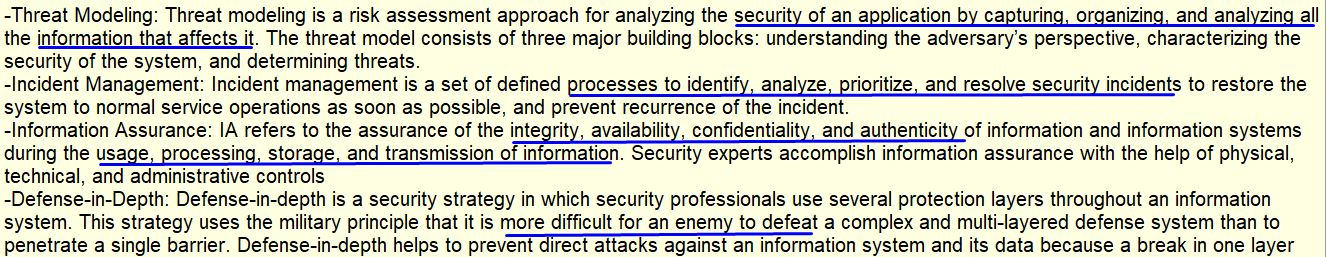 -Threat Modeling: Threat modeling is a risk assessment approach for analyzing the security of an application by capturing, organizing, and analyzing all
the information that affects it. The threat model consists of three major building blocks: understanding the adversary’s perspective, characterizing the
security of the system, and determining threats.
-Incident Management: Incident management is a set of defined processes to identify, analyze, prioritize, and resolve security incidents to restore the
system to normal service operations as soon as possible, and prevent recurrence of the incident.
-Information Assurance: IA refers to the assurance of the integrity, availability, confidentiality, and authenticity of information and information systems
during the usage, processing, storage, and transmission of information. Security experts accomplish information assurance with the help of physical,
technical, and administrative controls
-Defense-in-Depth: Defense-in-depth is a security strategy in which security professionals use several protection layers throughout an information
system. This strategy uses the military principle that it is more difficult for an enemy to defeat a complex and multi-layered defense system than to
penetrate a single barrier. Defense-in-depth helps to prevent direct attacks against an information system and its data because a break in one layer